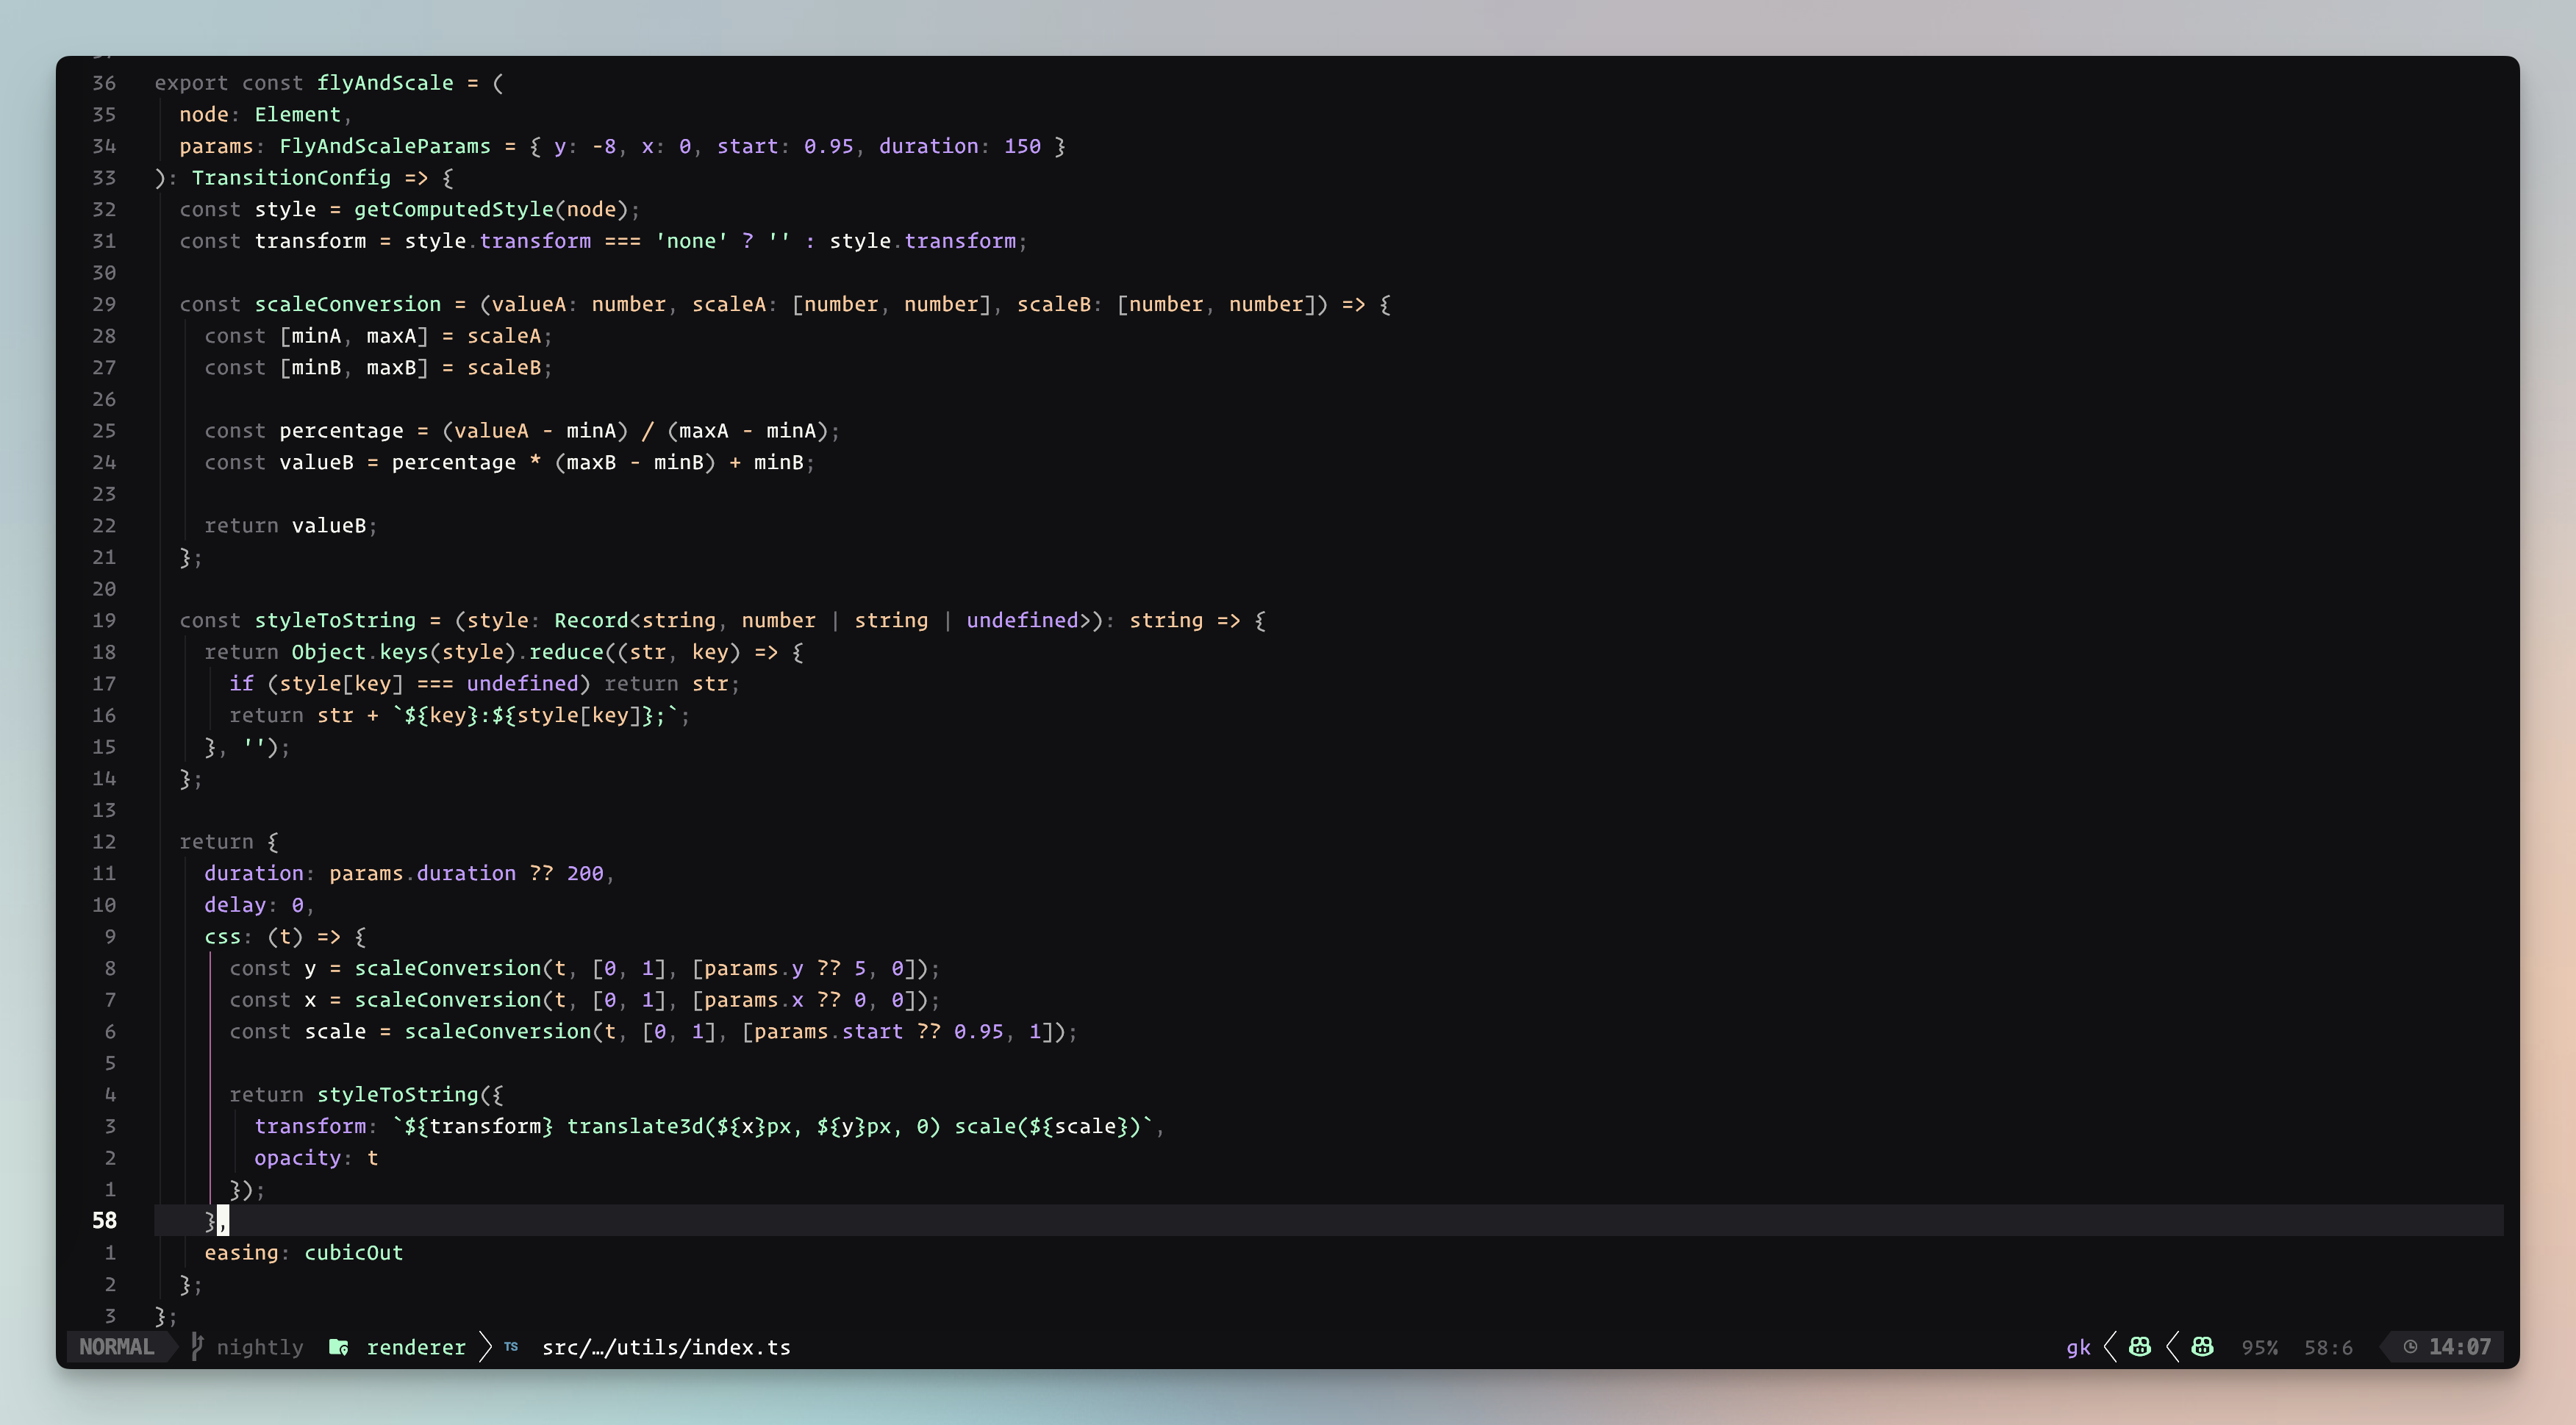 36 export const flyAndScale = (
35   node: Element,
34   params: FlyAndScaleParams = { y: -8, x: 0, start: 0.95, duration: 150 }
33 ): TransitionConfig => {
32   const style = getComputedStyle(node);
31   const transform = style.transform === 'none' ? '' : style.transform;
30
29   const scaleConversion = (valueA: number, scaleA: [number, number], scaleB: [number, number]) => {
28     const [minA, maxA] = scaleA;
27     const [minB, maxB] = scaleB;
26
25     const percentage = (valueA - minA) / (maxA - minA);
24     const valueB = percentage * (maxB - minB) + minB;
23
22     return valueB;
21   };
20
19   const styleToString = (style: Record<string, number | string | undefined>): string => {
18     return Object.keys(style).reduce((str, key) => {
17       if (style[key] === undefined) return str;
16       return str + `${key}:${style[key]};`;
15     }, '');
14   };
13
12   return {
11     duration: params.duration ?? 200,
10     delay: 0,
9     css: (t) => {
8       const y = scaleConversion(t, [0, 1], [params.y ?? 5, 0]);
7       const x = scaleConversion(t, [0, 1], [params.x ?? 0, 0]);
6       const scale = scaleConversion(t, [0, 1], [params.start ?? 0.95, 1]);
5
4       return styleToString({
3         transform: `${transform} translate3d(${x}px, ${y}px, 0) scale(${scale})`,
2         opacity: t
1       });
58     },
1     easing: cubicOut
2   };
3 };
NORMAL nightly renderer TS src/…/utils/index.ts gk 95% 58:6 14:07